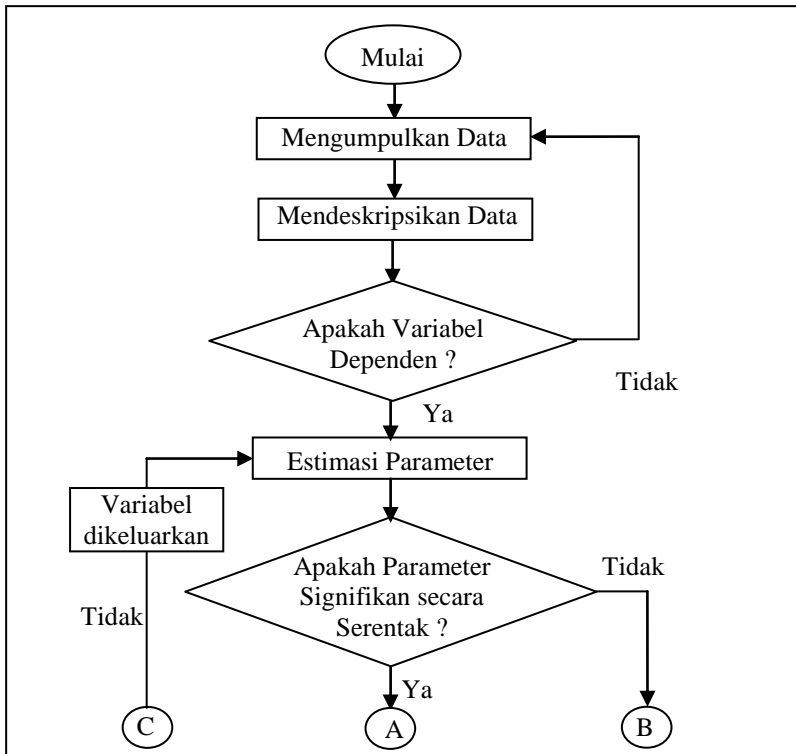 Mulai
Mengumpulkan Data
Mendeskripsikan Data
Apakah Variabel
Dependen ?
Tidak
Ya
Estimasi Parameter
Variabel
dikeluarkan
Apakah Parameter
Signifikan secara
Serentak ?
Tidak
Tidak
Ya
C
A
B